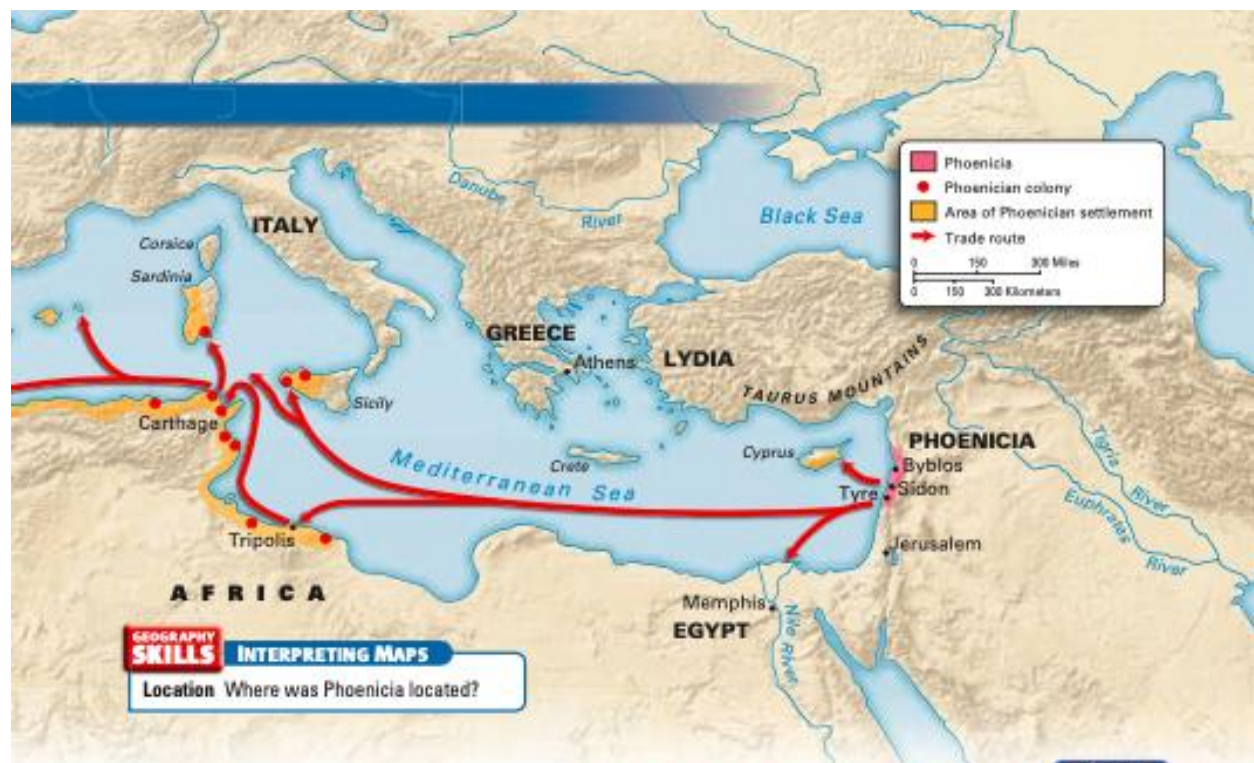 Danube
River
Black Sea
Phoenicia
Phoenician colony
Area of Phoenician settlement
Trade route
0 150 300 Miles
0 150 300 Kilometers
ITALY
Corsica
Sardinia
GREECE
Athens
LYDIA
TAURUS MOUNTAINS
Sicily
Carthage
Crete
Cyprus
PHOENICIA
Byblos
Sidon
Tyre
Mediterranean Sea
Tigris
River
Euphrates
River
Tripolis
Jerusalem
AFRICA
Memphis
EGYPT
Nile River
GEOGRAPHY
SKILLS INTERPRETING MAPS
Location Where was Phoenicia located?